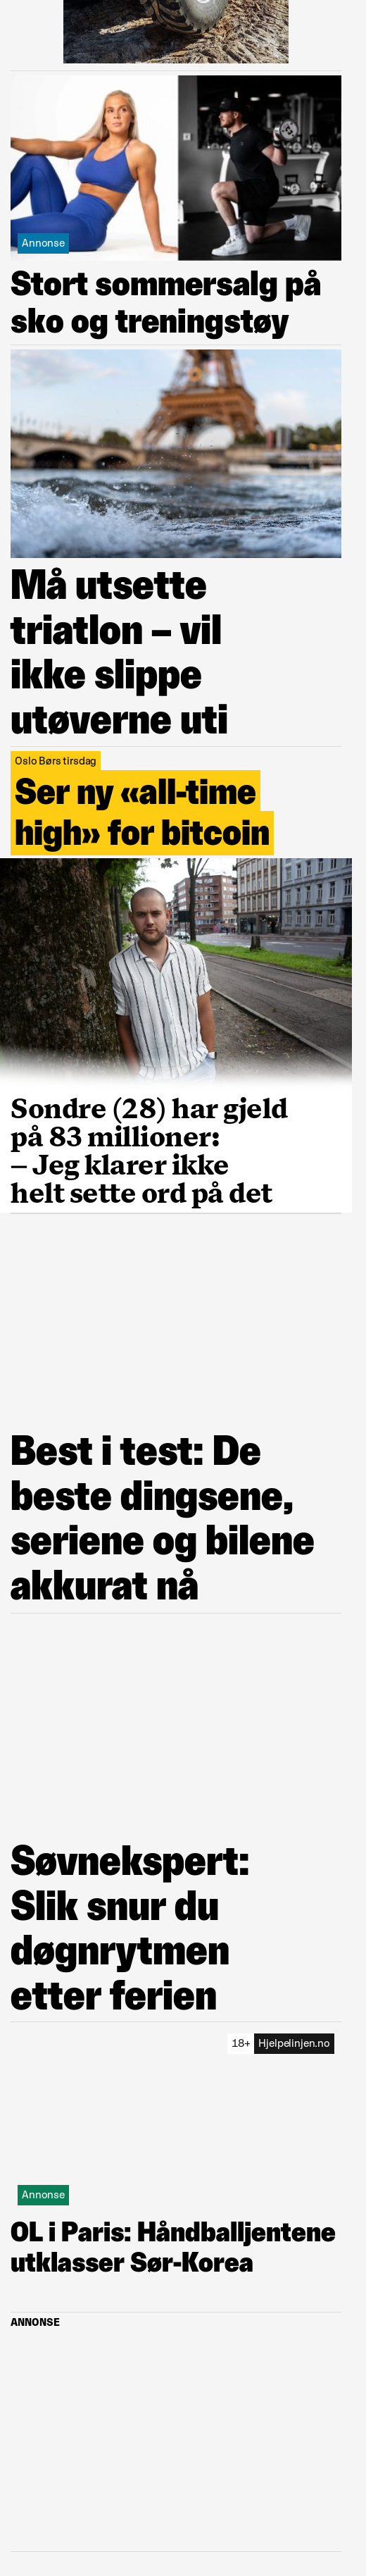 Annonse
Stort sommersalg på
sko og treningstøy
Må utsette
triatlon – vil
ikke slippe
utøverne uti
Oslo Børs tirsdag
Ser ny «all-time
high» for bitcoin
Sondre (28) har gjeld
på 83 millioner:
– Jeg klarer ikke
helt sette ord på det
Best i test: De
beste dingsene,
seriene og bilene
akkurat nå
Søvnekspert:
Slik snur du
døgnrytmen
etter ferien
18+ Hjelpelinjen.no
Annonse
OL i Paris: Håndballjentene
utklasser Sør-Korea
ANNONSE